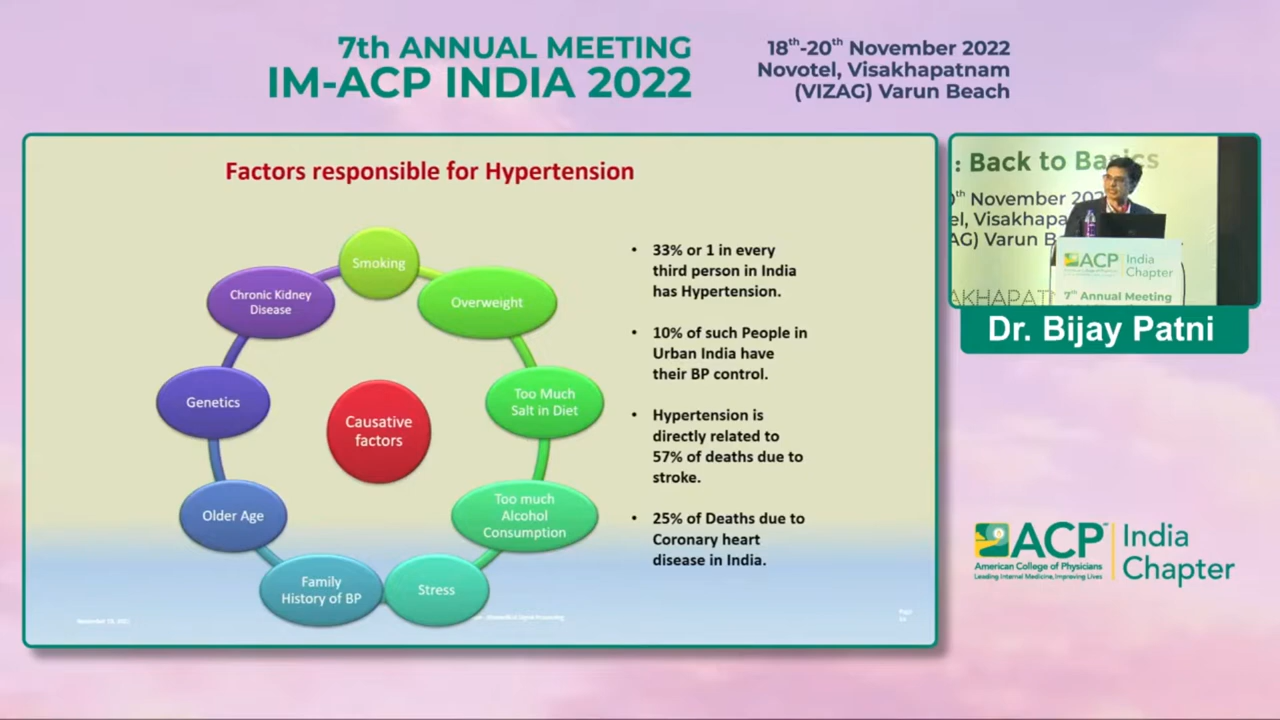 7th ANNUAL MEETING
IM-ACP INDIA 2022
18th-20th November 2022
Novotel, Visakhapatnam
(VIZAG) Varun Beach
Factors responsible for Hypertension
Smoking
Overweight
Too Much
Salt in Diet
Too much
Alcohol
Consumption
Stress
Family
History of BP
Older Age
Genetics
Chronic Kidney
Disease
Causative
factors
• 33% or 1 in every
third person in India
has Hypertension.
• 10% of such People in
Urban India have
their BP control.
• Hypertension is
directly related to
57% of deaths due to
stroke.
• 25% of Deaths due to
Coronary heart
disease in India.
: Back to Basics
th November 202
el, Visakhapa
AG) Varun B
AKHAPAT
ACP India
Chapter
7th Annual Meeting
Dr. Bijay Patni
ACP India
Chapter
American College of Physicians
Leading Internal Medicine, Improving Lives